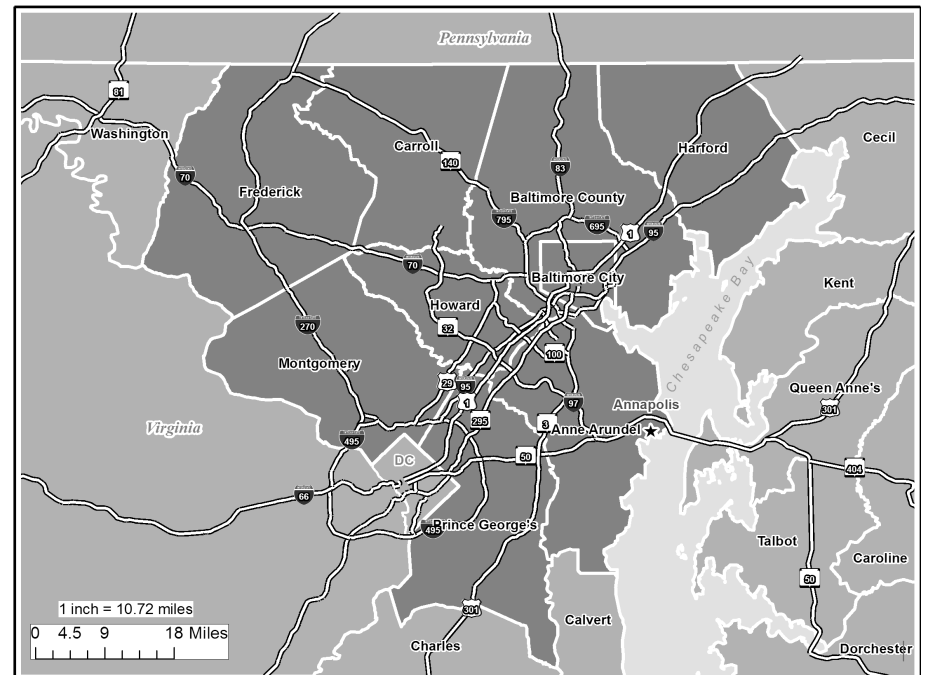 Pennsylvania
81
Washington
Cecil
Carroll
140
Harford
83
70
Frederick
Baltimore County
795
695
1
95
70
Baltimore City
Chesapeake Bay
Kent
Howard
32
270
100
Montgomery
29
95
1
97
Annapolis
Queen Anne's
301
295
3
Anne Arundel
Virginia
495
DC
50
404
66
495
Prince George's
Talbot
Caroline
50
301
Calvert
Charles
Dorchester
1 inch = 10.72 miles
0 4.5 9 18 Miles